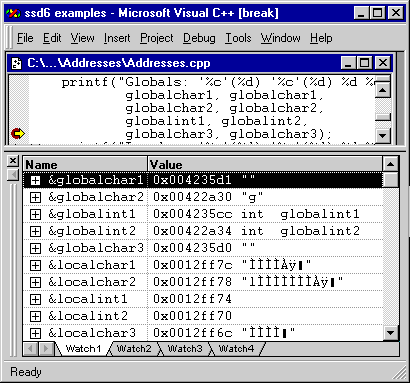 ssd6 examples - Microsoft Visual C++ [break]
File Edit View Insert Project Debug Tools Window Help
C:\...\Addresses\Addresses.cpp
printf("Globals: '%c'(%d) '%c'(%d) %d %
globalchar1, globalchar1,
globalchar2, globalchar2,
globalint1, globalint2,
globalchar3, globalchar3);
Name Value
&globalchar1 0x004235d1 ""
&globalchar2 0x00422a30 "g"
&globalint1 0x004235cc int globalint1
&globalint2 0x00422a34 int globalint2
&globalchar3 0x004235d0 ""
&localchar1 0x0012ff7c "lÌÌÌÌÀÿ▮"
&localchar2 0x0012ff78 "lÌÌÌÌÌÌÌÀÿ▮"
&localint1 0x0012ff74
&localint2 0x0012ff70
&localchar3 0x0012ff6c "ÌÌÌÌ▮"
Watch1 Watch2 Watch3 Watch4
Ready